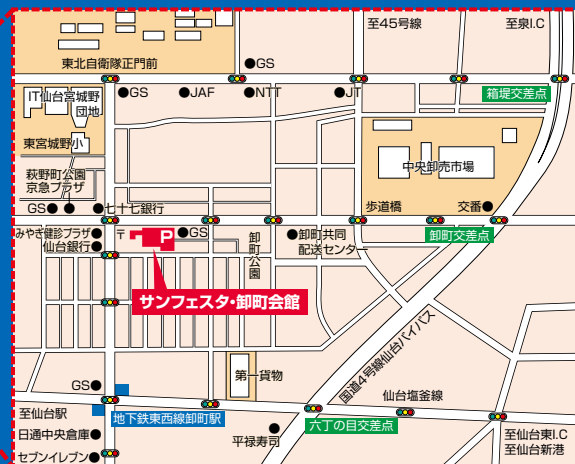 至45号線
至泉I.C
東北自衛隊正門前
●GS
IT仙台宮城野
団地
●GS
●JAF
●NTT
●JT
箱堤交差点
東宮城野小
中央卸売市場
萩野町公園
京急プラザ
GS●
●七十七銀行
歩道橋
交番●
みやぎ健診プラザ●
〒
P
●GS
卸町公園
●卸町共同
配送センター
卸町交差点
仙台銀行●
サンフェスタ・卸町会館
国道4号線仙台バイパス
第一貨物
GS●
仙台塩釜線
至仙台駅
地下鉄東西線卸町駅
六丁の目交差点
日通中央倉庫●
平禄寿司
至仙台東I.C
至仙台新港
セブンイレブン●